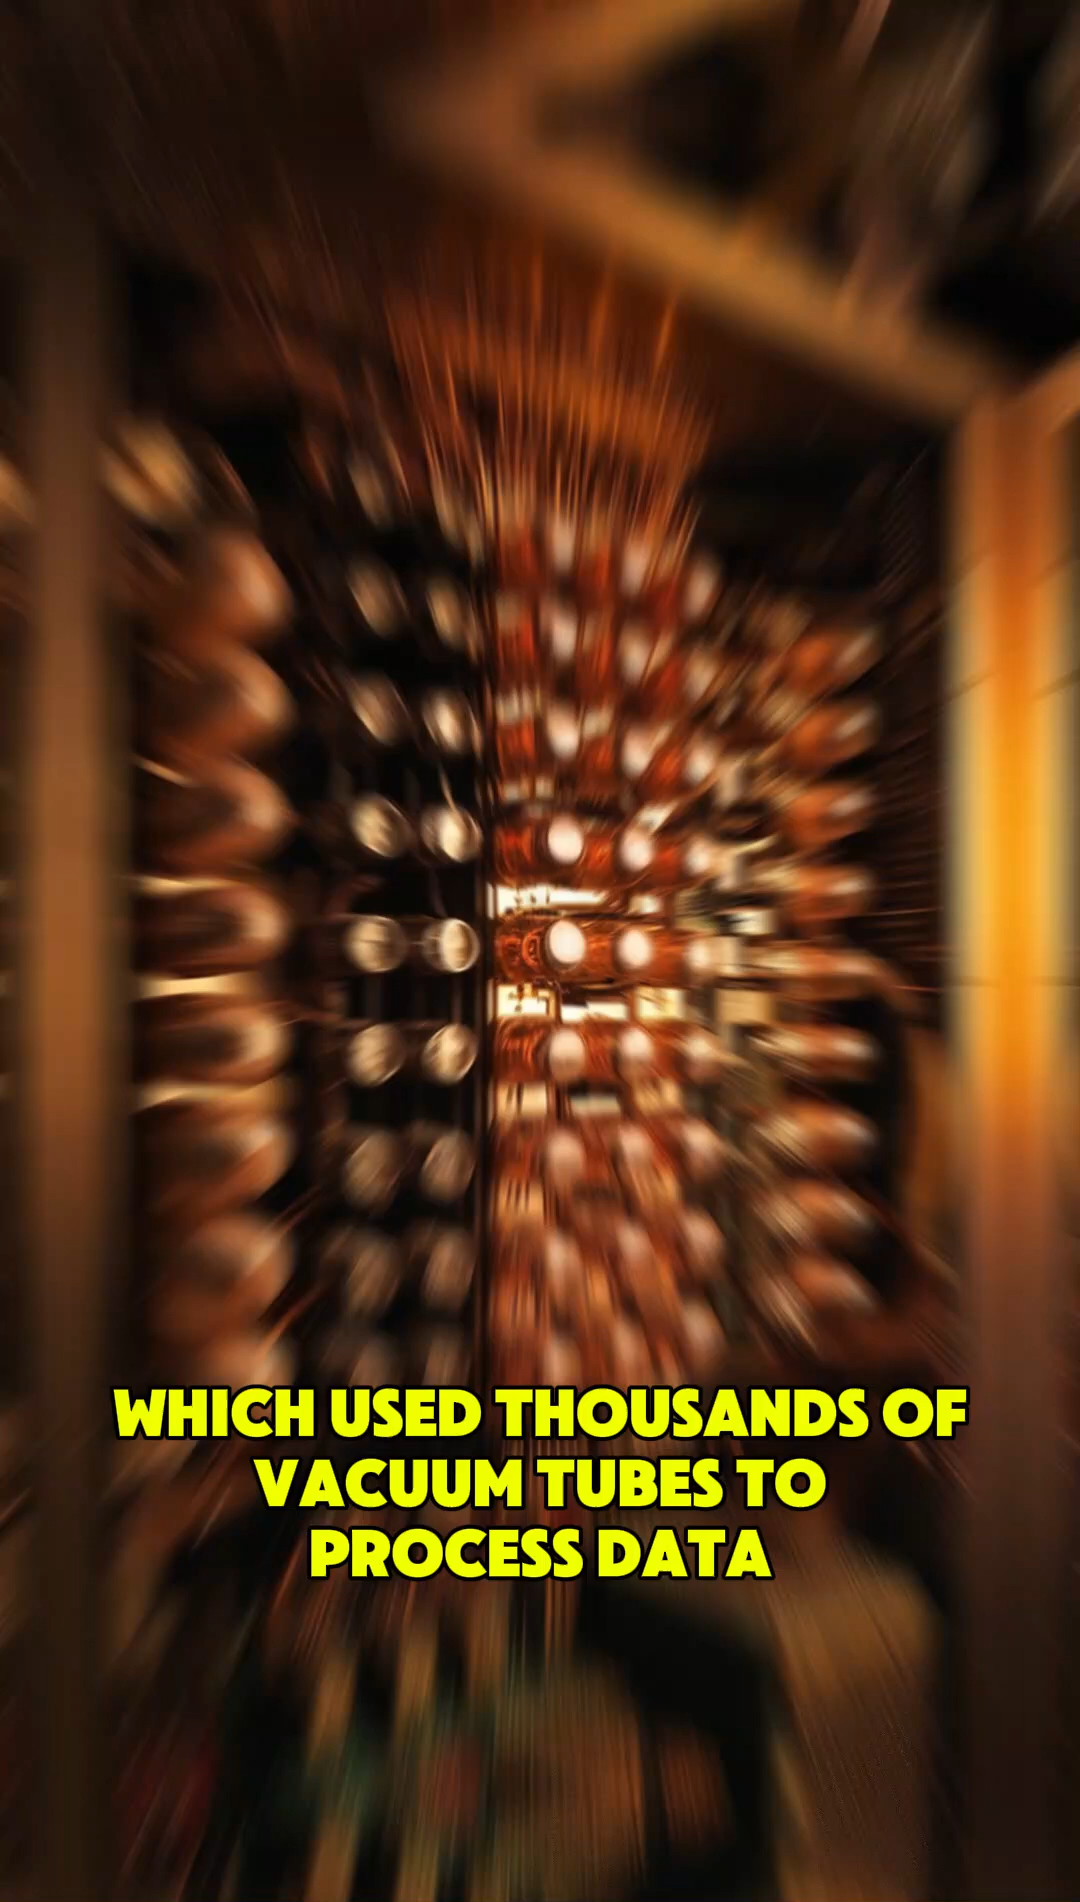 WHICH USED THOUSANDS OF
VACUUM TUBES TO
PROCESS DATA